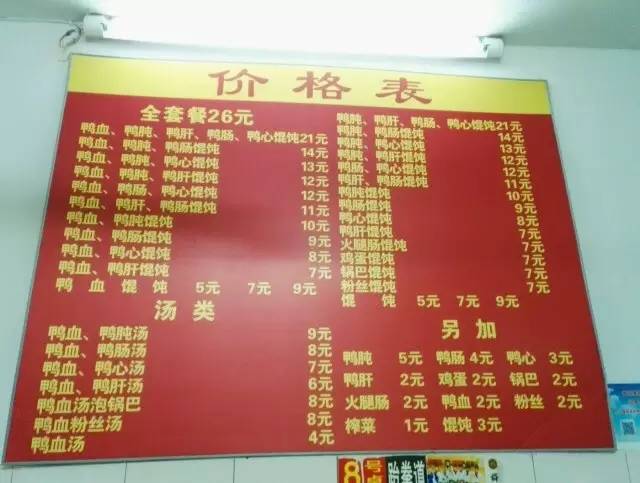 价格表
全套餐26元
鸭血、鸭肫、鸭肝、鸭肠、鸭心馄饨21元
鸭血、鸭肫、鸭肠馄饨 14元
鸭血、鸭肫、鸭心馄饨 13元
鸭血、鸭肫、鸭肝馄饨 12元
鸭血、鸭肠、鸭心馄饨 12元
鸭血、鸭肝、鸭肠馄饨 11元
鸭血、鸭肫馄饨 10元
鸭血、鸭肠馄饨 9元
鸭血、鸭心馄饨 8元
鸭血、鸭肝馄饨 7元
鸭血馄饨 5元 7元 9元
汤类
鸭血、鸭肫汤 9元
鸭血、鸭肠汤 8元
鸭血、鸭心汤 7元
鸭血、鸭肝汤 6元
鸭血汤泡锅巴 8元
鸭血粉丝汤 8元
鸭血汤 4元
鸭肫、鸭肝、鸭肠、鸭心馄饨21元
鸭肫、鸭肠馄饨 14元
鸭肫、鸭心馄饨 13元
鸭肫、鸭肝馄饨 12元
鸭肠、鸭心馄饨 12元
鸭肝、鸭肠馄饨 11元
鸭肫馄饨 10元
鸭肠馄饨 9元
鸭心馄饨 8元
鸭肝馄饨 7元
火腿肠馄饨 7元
鸡蛋馄饨 7元
锅巴馄饨 7元
粉丝馄饨 7元
馄饨 5元 7元 9元
另加
鸭肫 5元 鸭肠 4元 鸭心 3元
鸭肝 2元 鸡蛋 2元 锅巴 2元
火腿肠 2元 鸭血 2元 粉丝 2元
榨菜 1元 馄饨 3元
8号桌
跆拳道